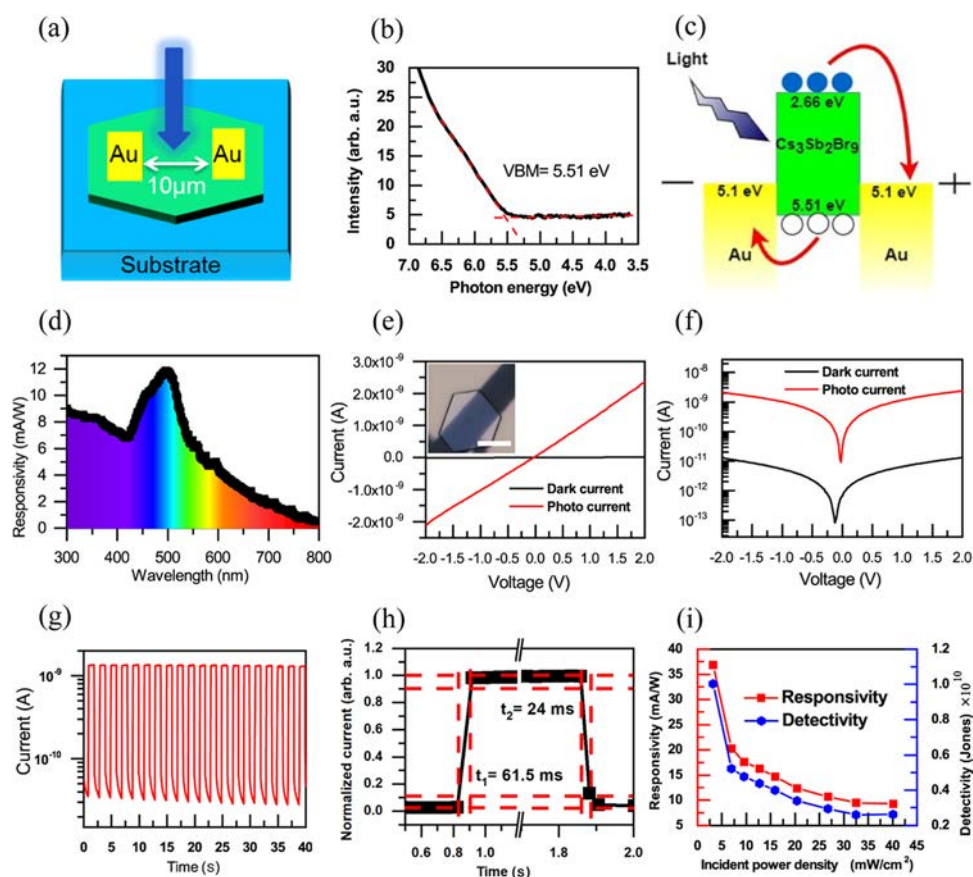 (a)
Au
Au
10μm
Substrate
(b)
30
25
20
15
10
5
0
Intensity (arb. a.u.)
VBM= 5.51 eV
7.0 6.5 6.0 5.5 5.0 4.5 4.0 3.5
Photon energy (eV)
(c)
Light
2.66 eV
Cs3Sb2Br9
5.1 eV
5.51 eV
5.1 eV
Au
Au
(d)
12
10
8
6
4
2
0
Responsivity (mA/W)
300 400 500 600 700 800
Wavelength (nm)
(e)
3.0x10-9
2.0x10-9
1.0x10-9
0.0
-1.0x10-9
-2.0x10-9
Current (A)
Dark current
Photo current
-2.0 -1.5 -1.0 -0.5 0.0 0.5 1.0 1.5 2.0
Voltage (V)
(f)
10-8
10-9
10-10
10-11
10-12
10-13
Current (A)
Dark current
Photo current
-2.0 -1.5 -1.0 -0.5 0.0 0.5 1.0 1.5 2.0
Voltage (V)
(g)
10-9
10-10
Current (A)
0 5 10 15 20 25 30 35 40
Time (s)
(h)
1.2
1.0
0.8
0.6
0.4
0.2
0.0
Normalized current (arb. a.u.)
t2= 24 ms
t1= 61.5 ms
0.6 0.8 1.0 1.8 2.0
Time (s)
(i)
40
35
30
25
20
15
10
5
Responsivity (mA/W)
Responsivity
Detectivity
1.2
1.0
0.8
0.6
0.4
0.2
Detectivity (Jones) ×10 10
0 5 10 15 20 25 30 35 40 45
Incident power density (mW/cm2)